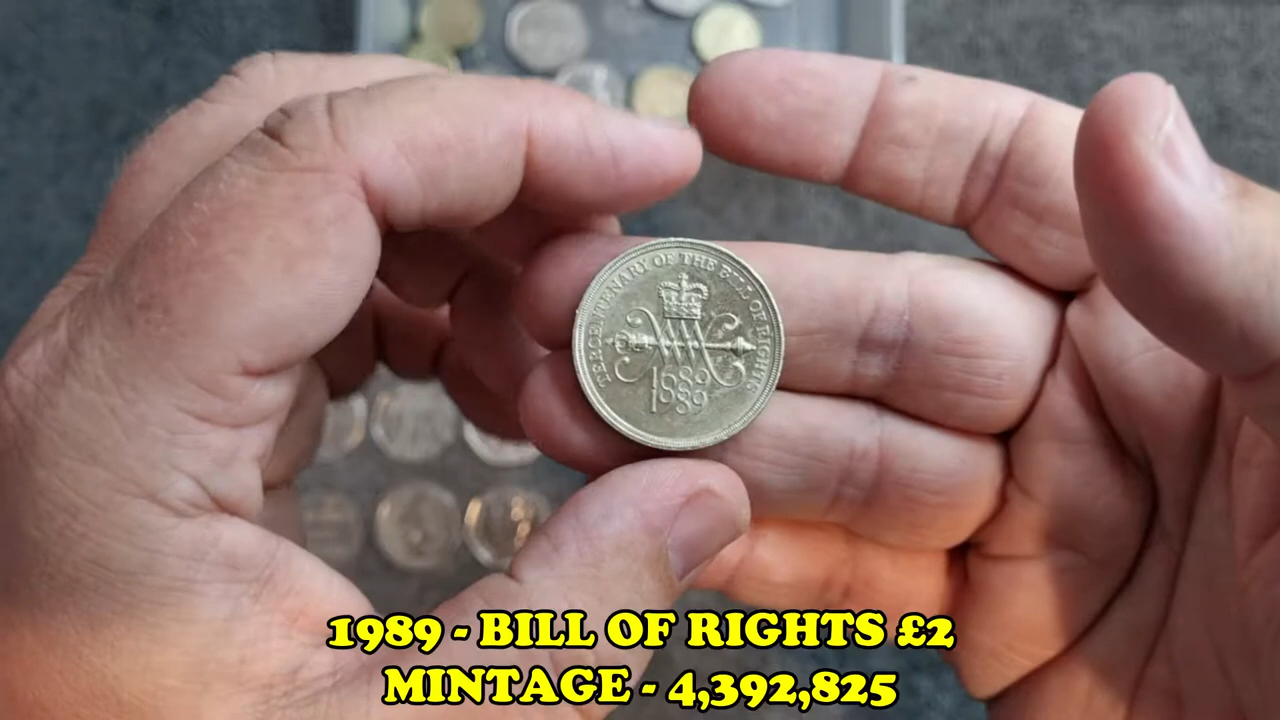 TERCENTENARY OF THE BILL OF RIGHTS
1689
1989
1989 - BILL OF RIGHTS £2
MINTAGE - 4,392,825